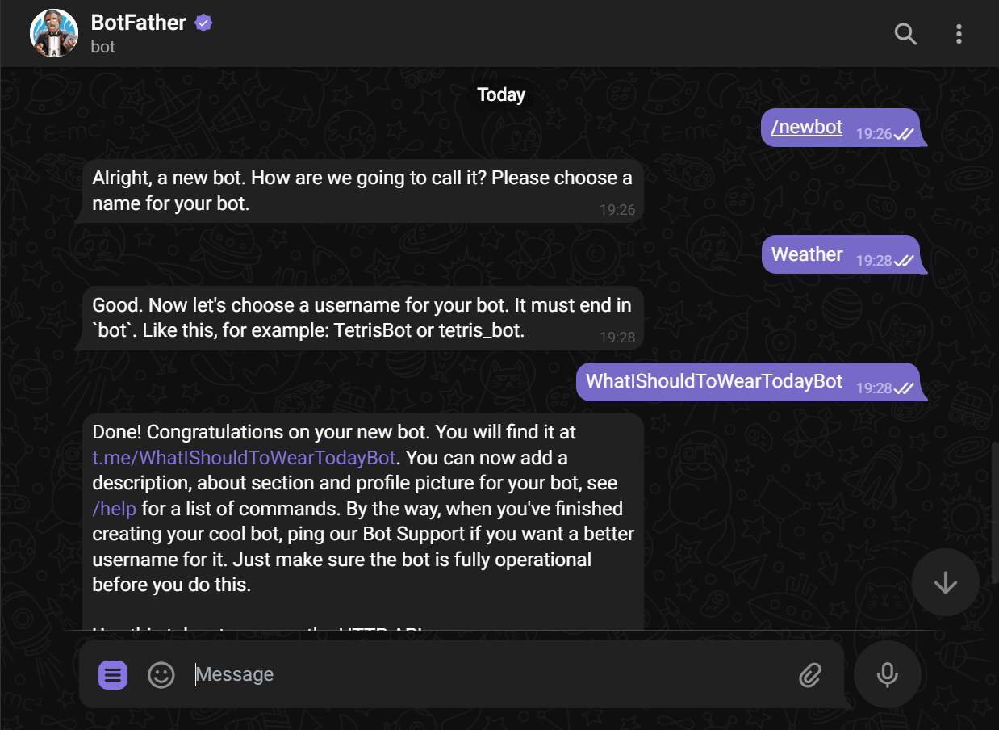 BotFather
bot
Today
/newbot 19:26
Alright, a new bot. How are we going to call it? Please choose a
name for your bot.
19:26
Weather 19:28
Good. Now let's choose a username for your bot. It must end in
`bot`. Like this, for example: TetrisBot or tetris_bot.
19:28
WhatIShouldToWearTodayBot 19:28
Done! Congratulations on your new bot. You will find it at
t.me/WhatIShouldToWearTodayBot. You can now add a
description, about section and profile picture for your bot, see
/help for a list of commands. By the way, when you've finished
creating your cool bot, ping our Bot Support if you want a better
username for it. Just make sure the bot is fully operational
before you do this.
Message